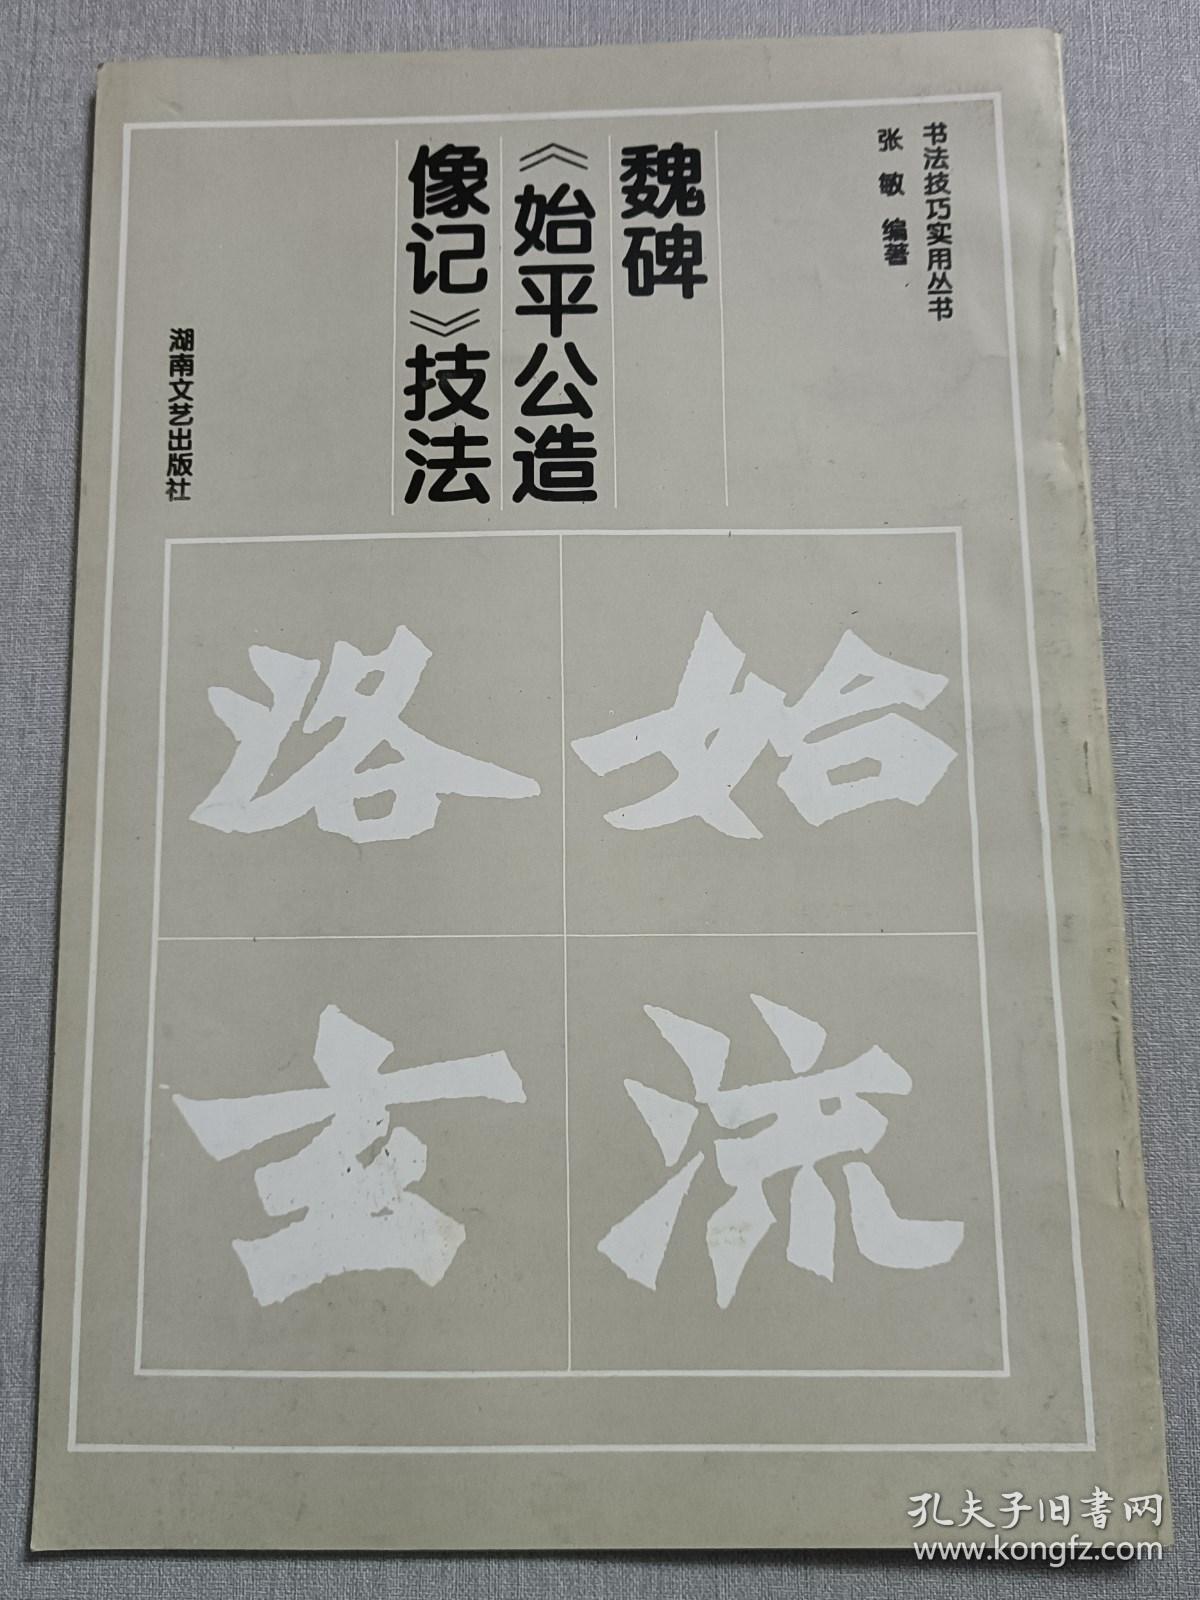 书法技巧实用丛书
张敏 编著
魏碑
《始平公造
像记》技法
湖南文艺出版社
始
流
玄
孔夫子旧书网
www.kongfz.com